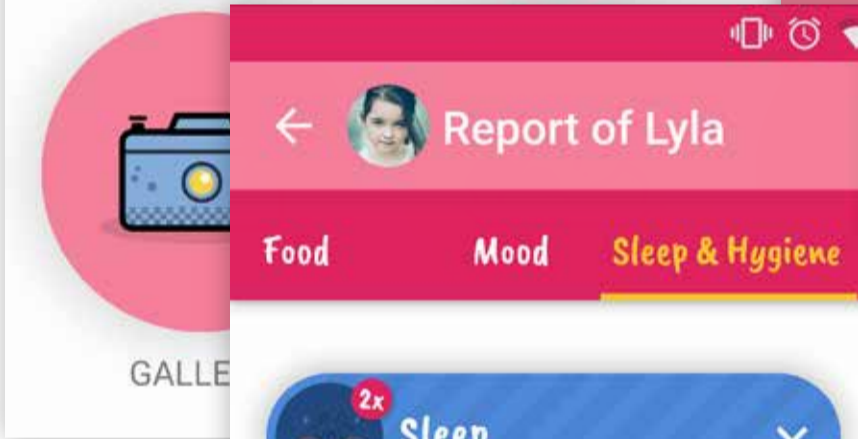 Report of Lyla
Food Mood Sleep & Hygiene
GALLE
2x
Sleep